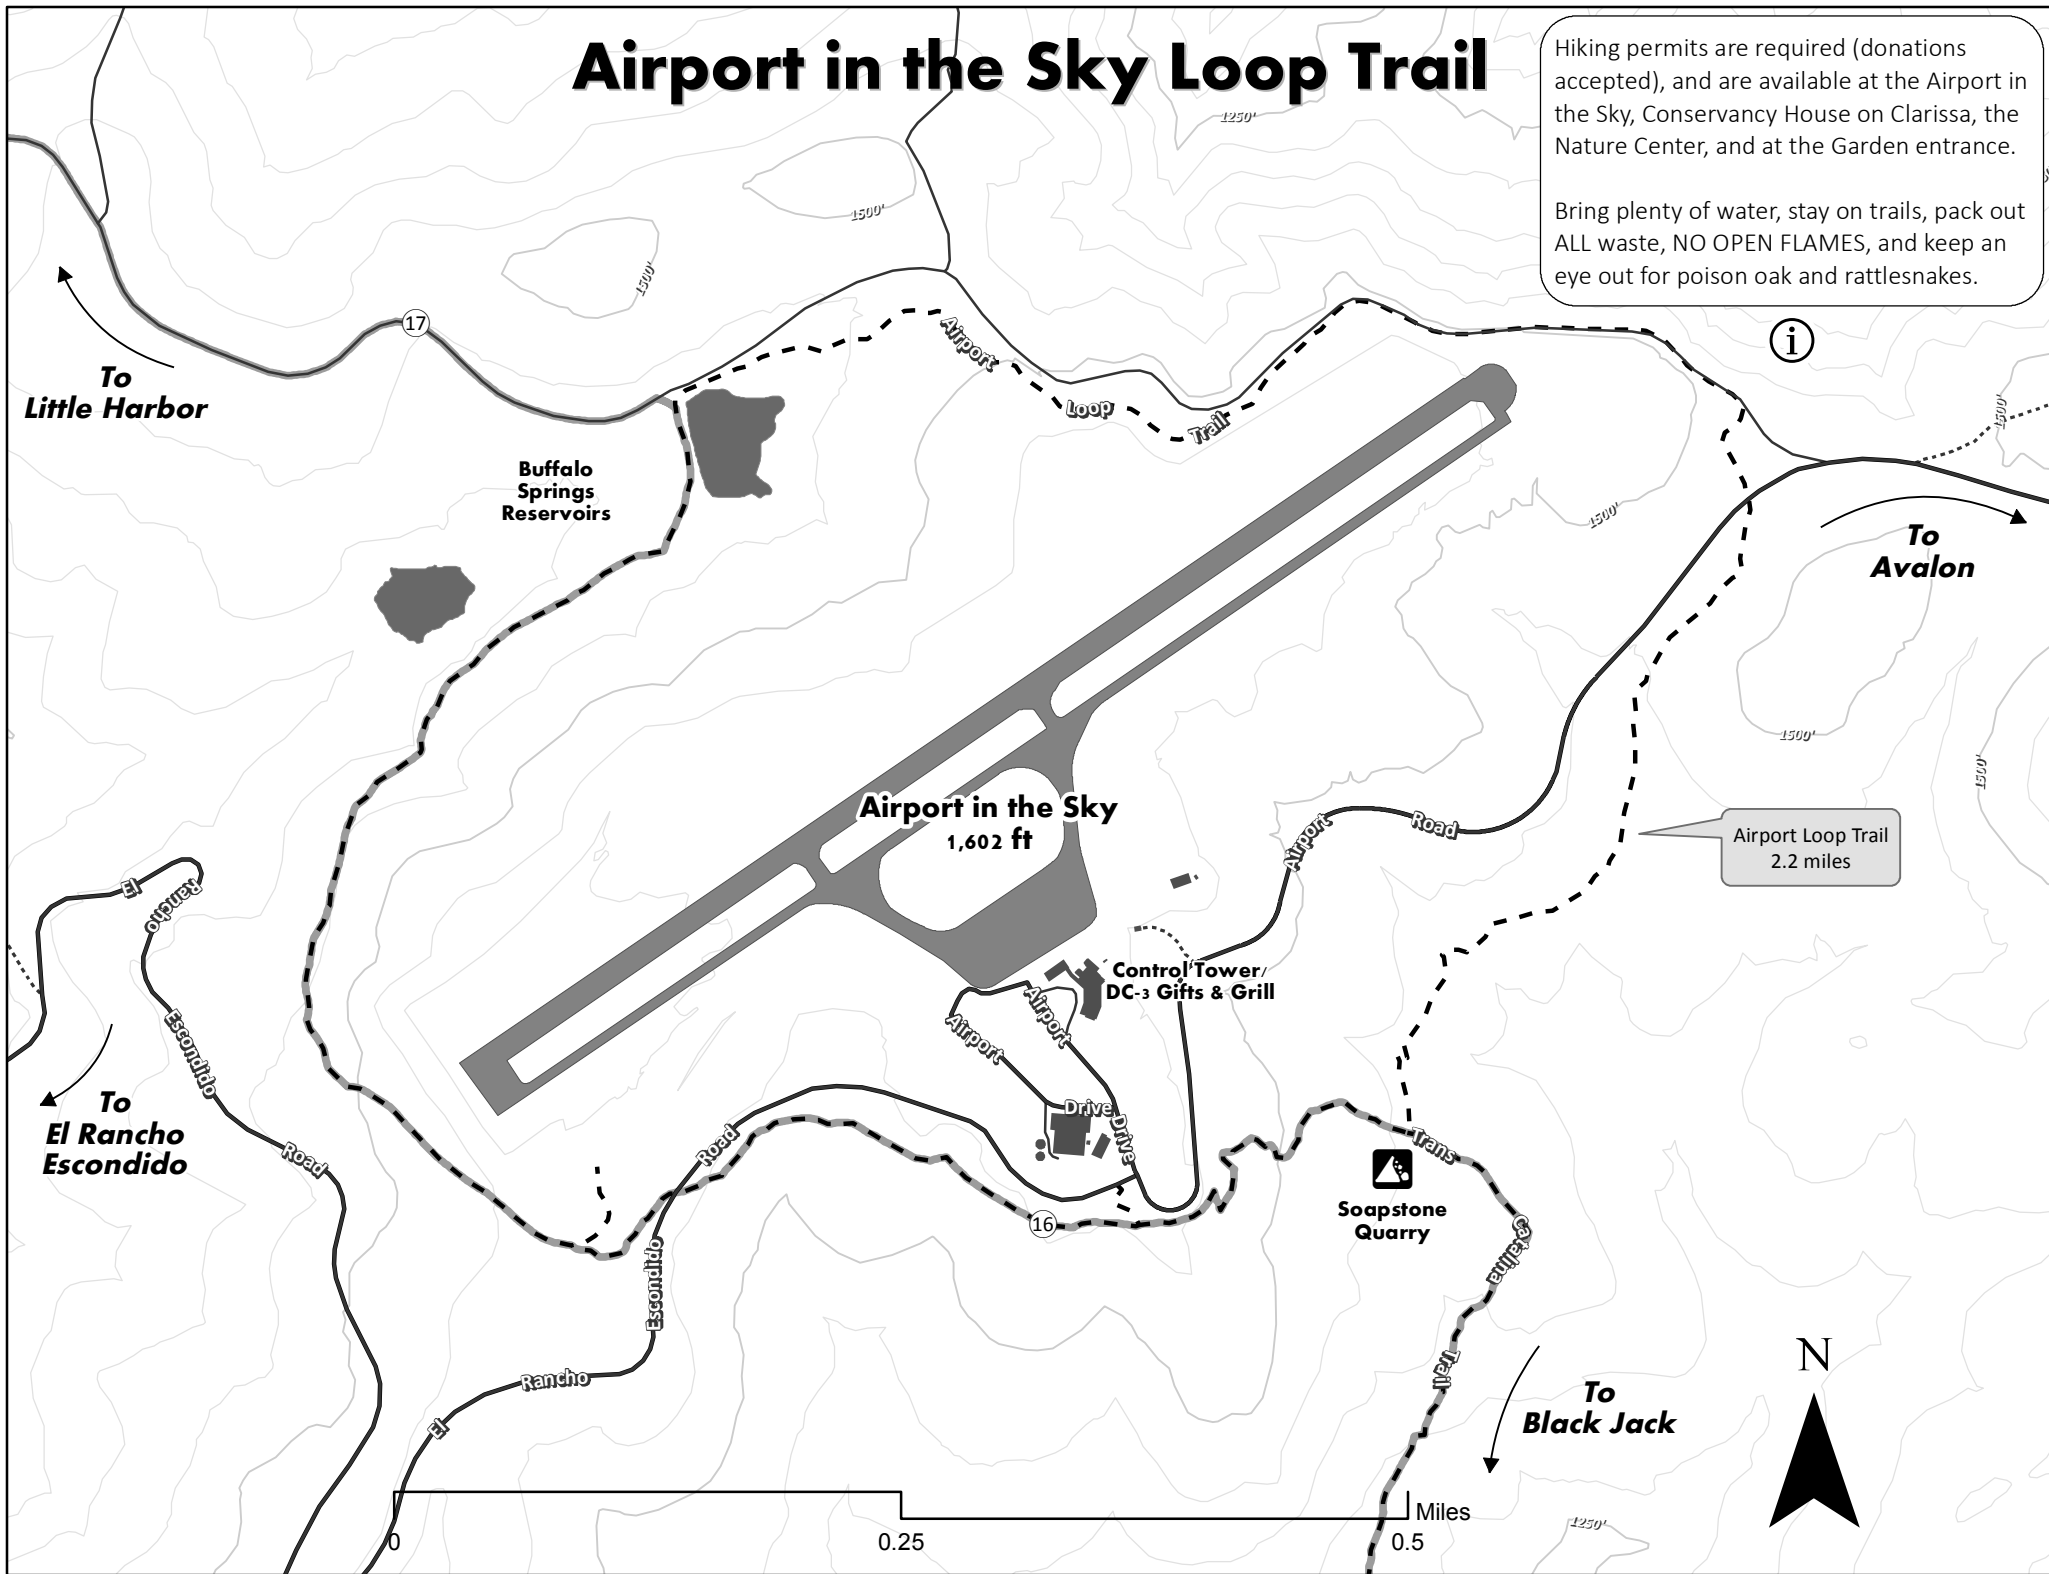 Airport in the Sky Loop Trail
Hiking permits are required (donations
accepted), and are available at the Airport in
the Sky, Conservancy House on Clarissa, the
Nature Center, and at the Garden entrance.
Bring plenty of water, stay on trails, pack out
ALL waste, NO OPEN FLAMES, and keep an
eye out for poison oak and rattlesnakes.
i
1250'
1500'
1500'
17
To
Little Harbor
Airport
Loop
Trail
1500'
Buffalo
Springs
Reservoirs
1500'
To
Avalon
1500'
1500'
Airport in the Sky
1,602 ft
Airport
Road
Airport Loop Trail
2.2 miles
El
Rancho
Escondido
Road
To
El Rancho
Escondido
Control Tower/
DC-3 Gifts & Grill
Airport
Airport
Drive
Drive
Road
Escondido
Rancho
El
16
Trans
Catalina
Trail
Soapstone
Quarry
To
Black Jack
N
1250'
Miles
0
0.25
0.5